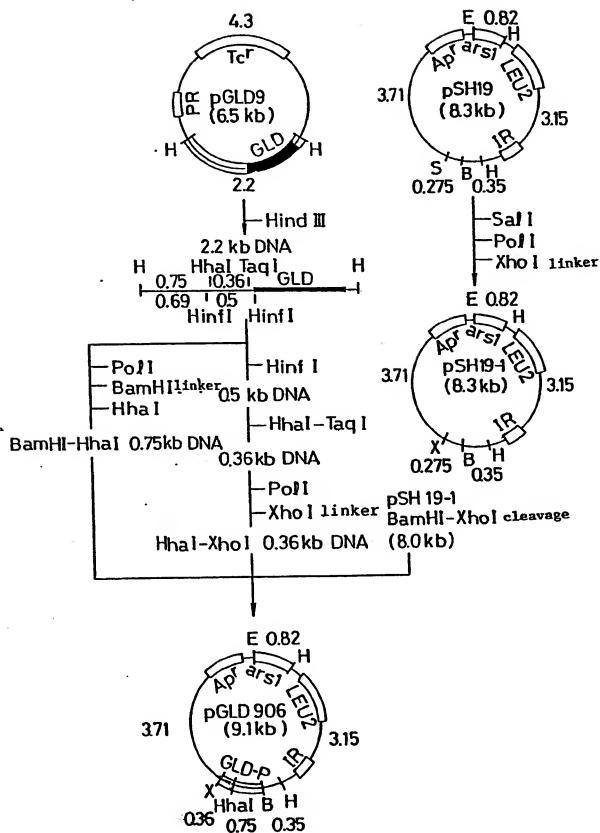 4.3
Tcr
pGLD9
(6.5 kb)
PR
H
GLD
H
2.2
Hind III
2.2 kb DNA
H
HhaI TaqI
H
0.75
0.36
GLD
0.69
0.5
HinfI
HinfI
PolI
BamHI linker
HhaI
BamHI-HhaI 0.75kb DNA
Hinf I
0.5 kb DNA
HhaI-TaqI
0.36kb DNA
PolI
XhoI linker
HhaI-XhoI 0.36kb DNA
E 0.82
H
Apr
ars1
LEU2
pSH19
(8.3kb)
3.71
3.15
IR
S
B
H
0.275
0.35
SalI
PolI
XhoI linker
E 0.82
H
Apr
ars1
LEU2
pSH19-1
(8.3kb)
3.71
3.15
IR
X
B
H
0.275
0.35
pSH 19-1
BamHI-XhoI cleavage
(8.0kb)
E 0.82
H
Apr
ars1
LEU2
pGLD 906
(9.1kb)
3.71
3.15
IR
GLD-P
X
HhaI B H
0.36
0.75
0.35